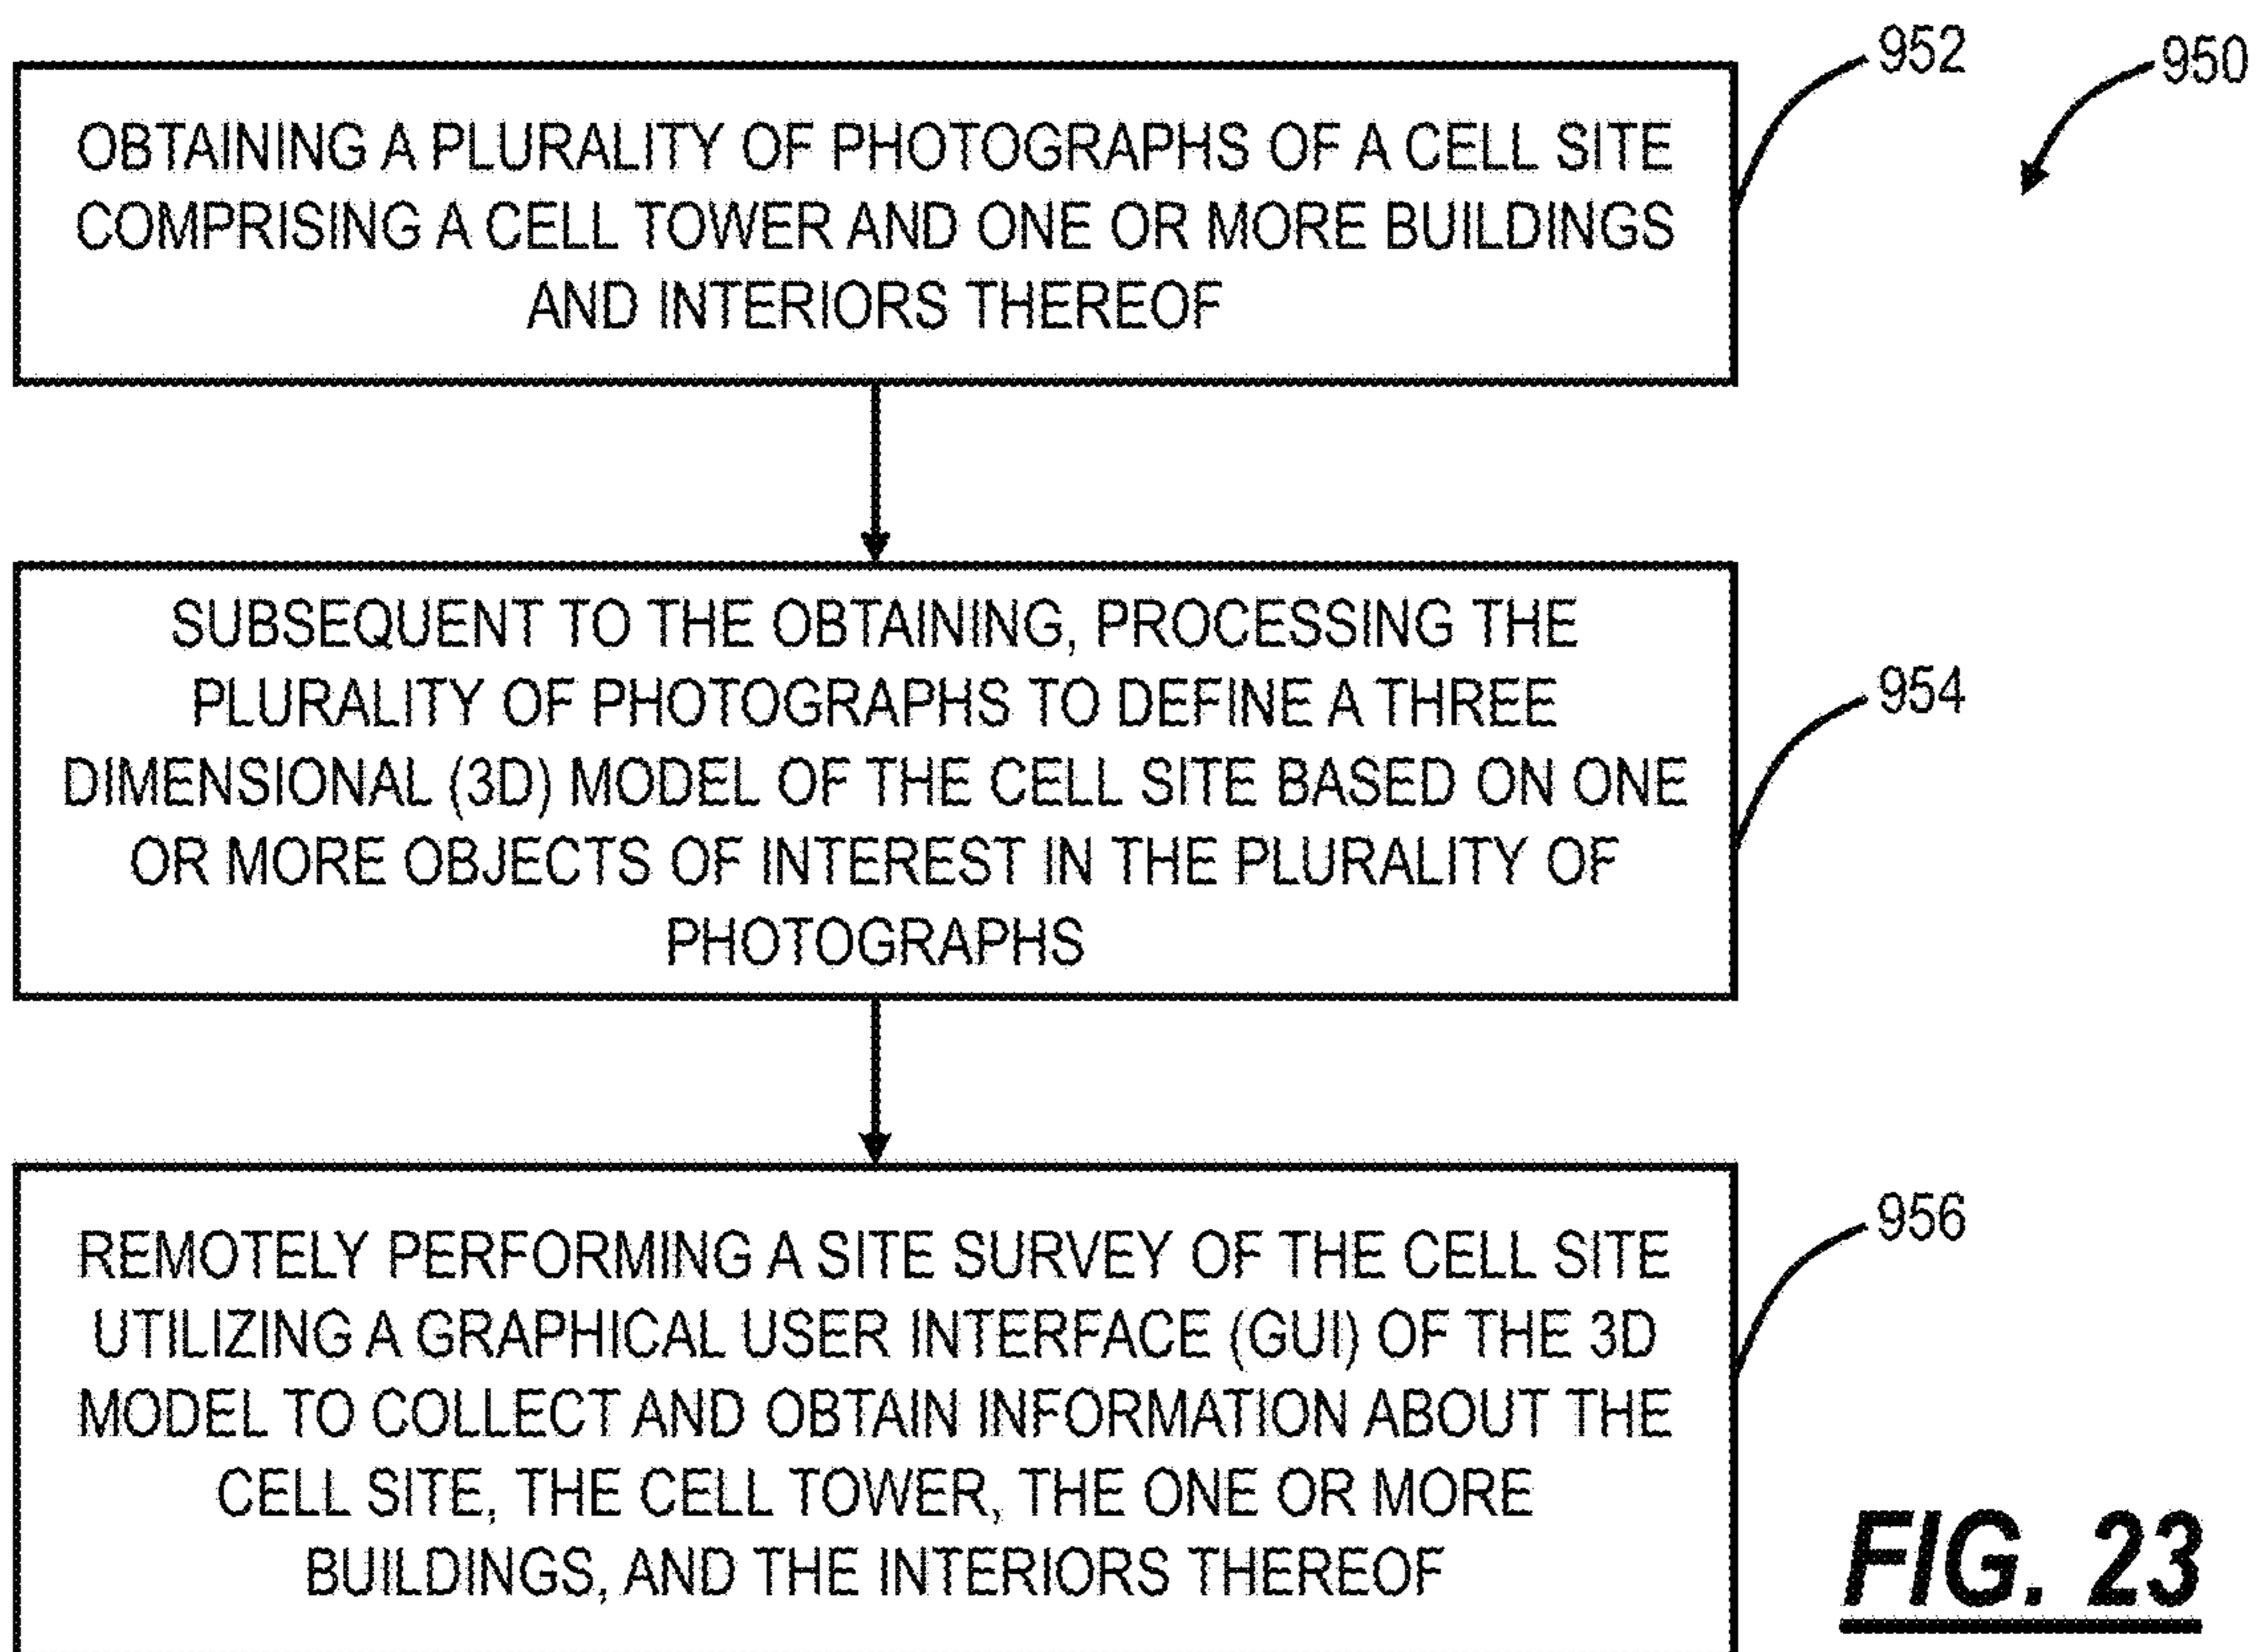 952
950
OBTAINING A PLURALITY OF PHOTOGRAPHS OF A CELL SITE
COMPRISING A CELL TOWER AND ONE OR MORE BUILDINGS
AND INTERIORS THEREOF
SUBSEQUENT TO THE OBTAINING, PROCESSING THE
PLURALITY OF PHOTOGRAPHS TO DEFINE A THREE
DIMENSIONAL (3D) MODEL OF THE CELL SITE BASED ON ONE
OR MORE OBJECTS OF INTEREST IN THE PLURALITY OF
PHOTOGRAPHS
954
REMOTELY PERFORMING A SITE SURVEY OF THE CELL SITE
UTILIZING A GRAPHICAL USER INTERFACE (GUI) OF THE 3D
MODEL TO COLLECT AND OBTAIN INFORMATION ABOUT THE
CELL SITE, THE CELL TOWER, THE ONE OR MORE
BUILDINGS, AND THE INTERIORS THEREOF
956
FIG. 23